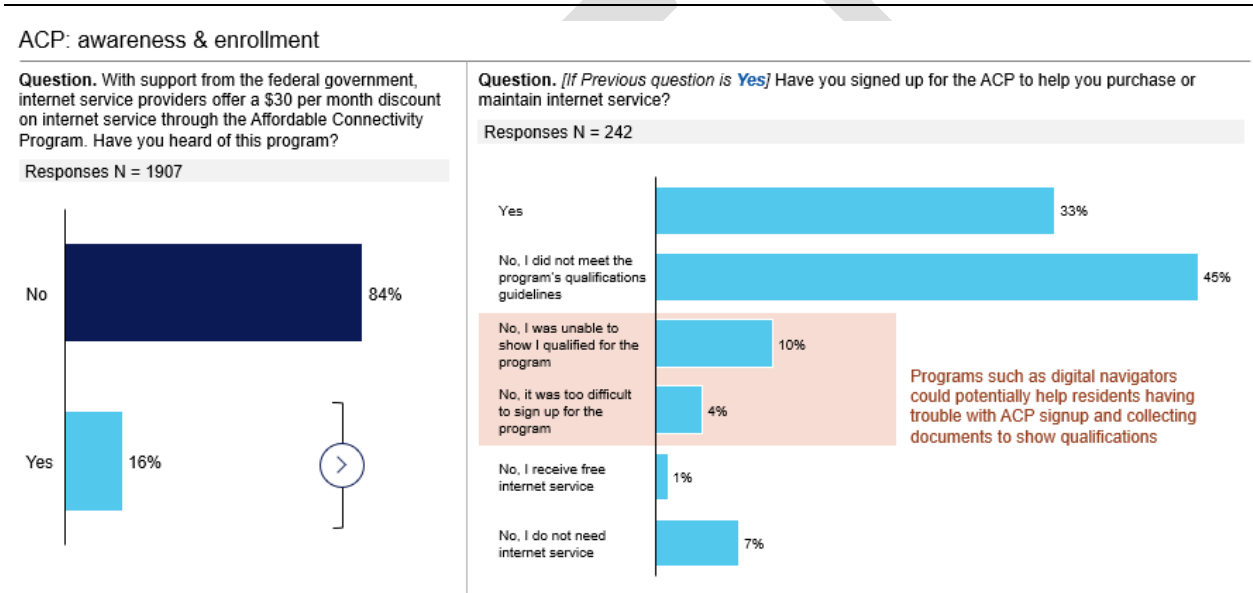 ACP: awareness & enrollment
Question. With support from the federal government,
internet service providers offer a $30 per month discount
on internet service through the Affordable Connectivity
Program. Have you heard of this program?
Responses N = 1907
No
84%
Yes
16%
Question. [If Previous question is Yes] Have you signed up for the ACP to help you purchase or
maintain internet service?
Responses N = 242
Yes
33%
No, I did not meet the
program's qualifications
guidelines
45%
No, I was unable to
show I qualified for the
program
10%
No, it was too difficult
to sign up for the
program
4%
Programs such as digital navigators
could potentially help residents having
trouble with ACP signup and collecting
documents to show qualifications
No, I receive free
internet service
1%
No, I do not need
internet service
7%